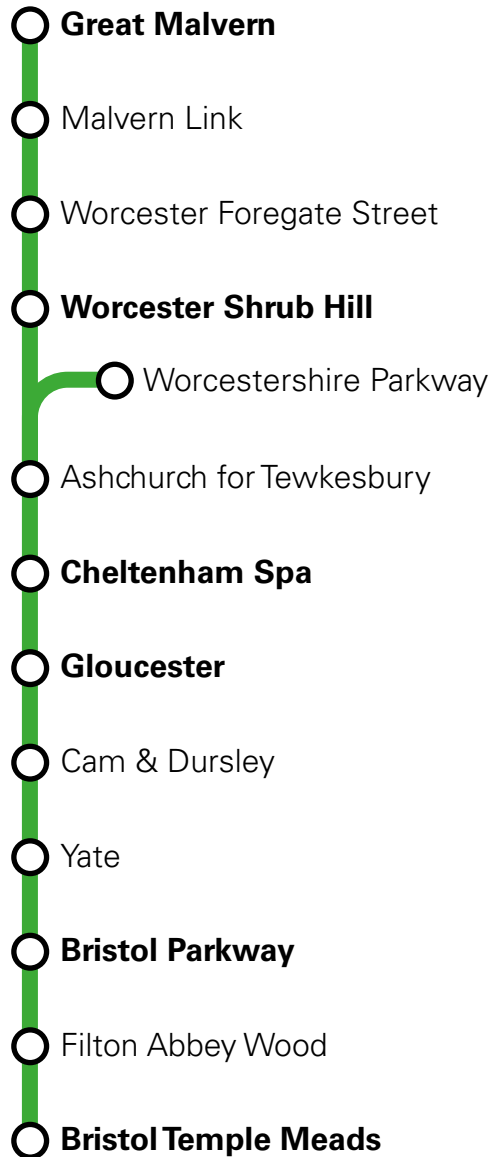 Great Malvern
Malvern Link
Worcester Foregate Street
Worcester Shrub Hill
Worcestershire Parkway
Ashchurch for Tewkesbury
Cheltenham Spa
Gloucester
Cam & Dursley
Yate
Bristol Parkway
Filton Abbey Wood
Bristol Temple Meads